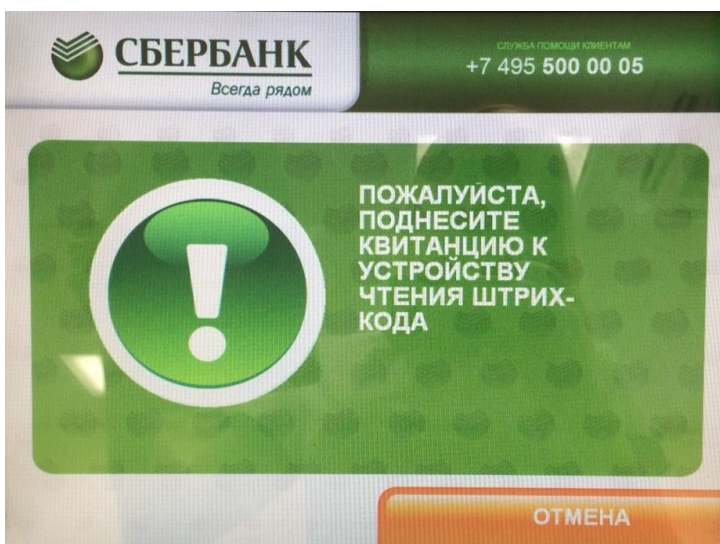 СБЕРБАНК
Всегда рядом
СЛУЖБА ПОМОЩИ КЛИЕНТАМ
+7 495 500 00 05
ПОЖАЛУЙСТА,
ПОДНЕСИТЕ
КВИТАНЦИЮ К
УСТРОЙСТВУ
ЧТЕНИЯ ШТРИХ-
КОДА
ОТМЕНА